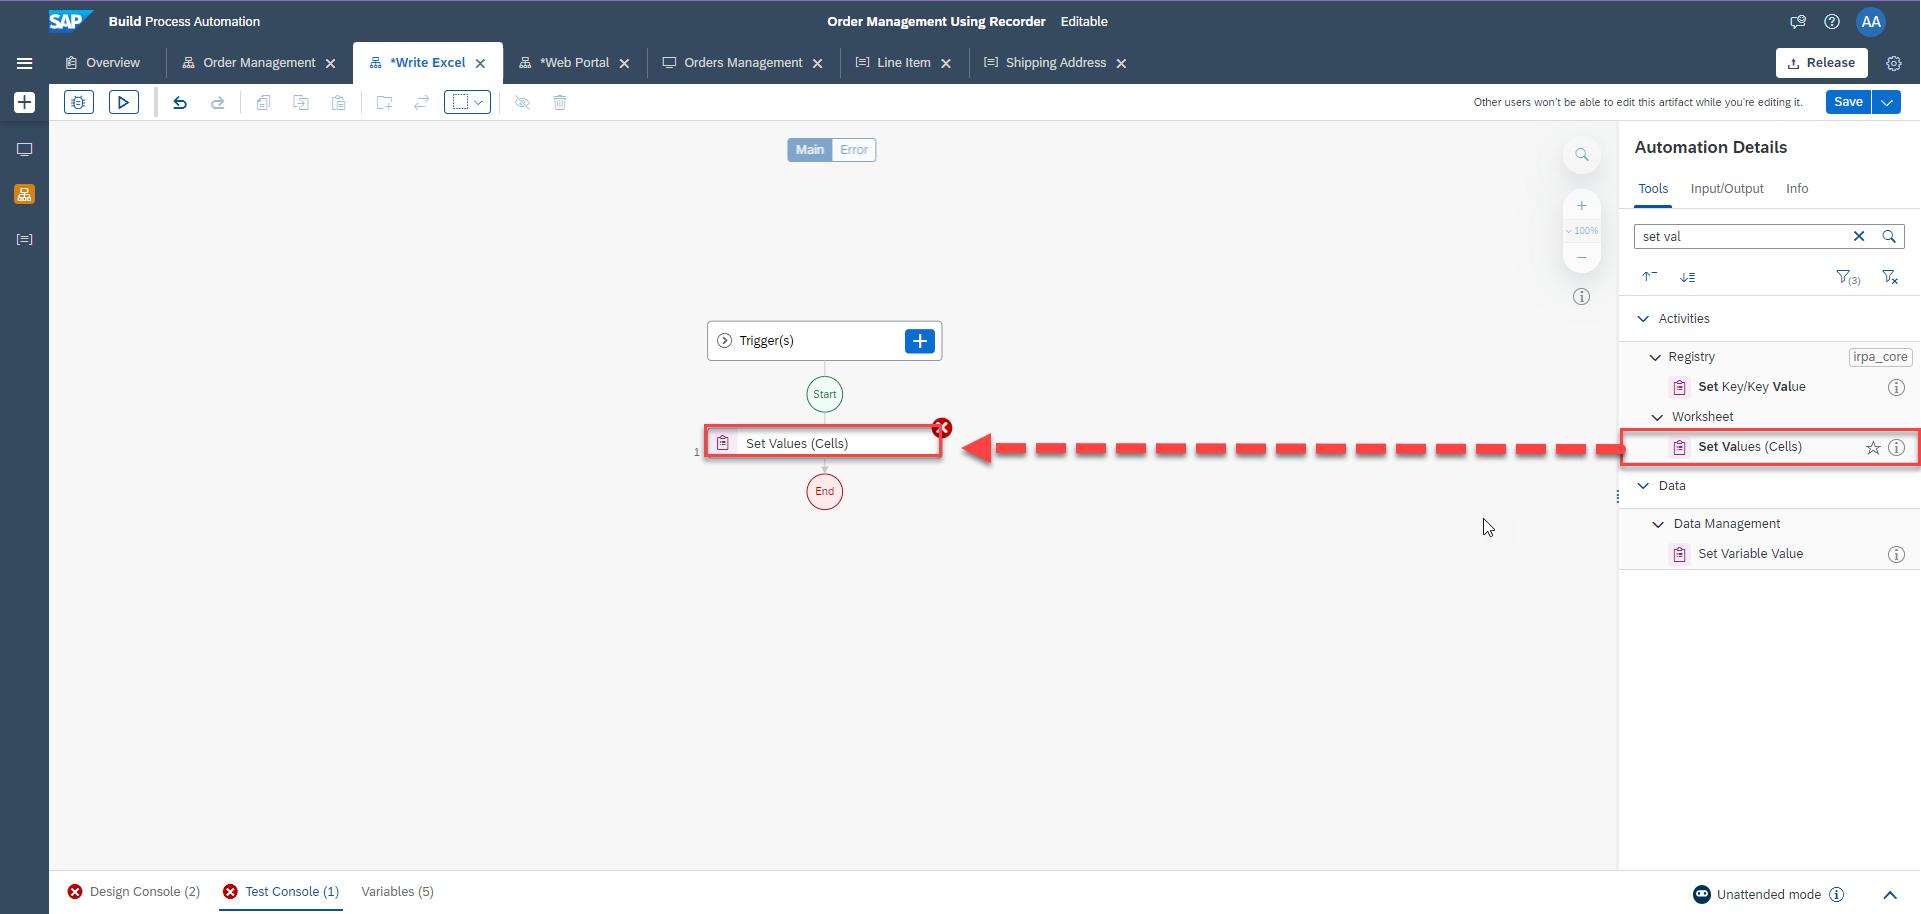 SAP Build Process Automation
Order Management Using Recorder Editable
AA
Overview
Order Management
*Write Excel
*Web Portal
Orders Management
Line Item
Shipping Address
Release
Other users won't be able to edit this artifact while you're editing it.
Save
Main Error
100%
Trigger(s)
Start
1 Set Values (Cells)
End
Automation Details
Tools Input/Output Info
set val
(3)
Activities
Registry irpa_core
Set Key/Key Value
Worksheet
Set Values (Cells)
Data
Data Management
Set Variable Value
Design Console (2) Test Console (1) Variables (5)
Unattended mode